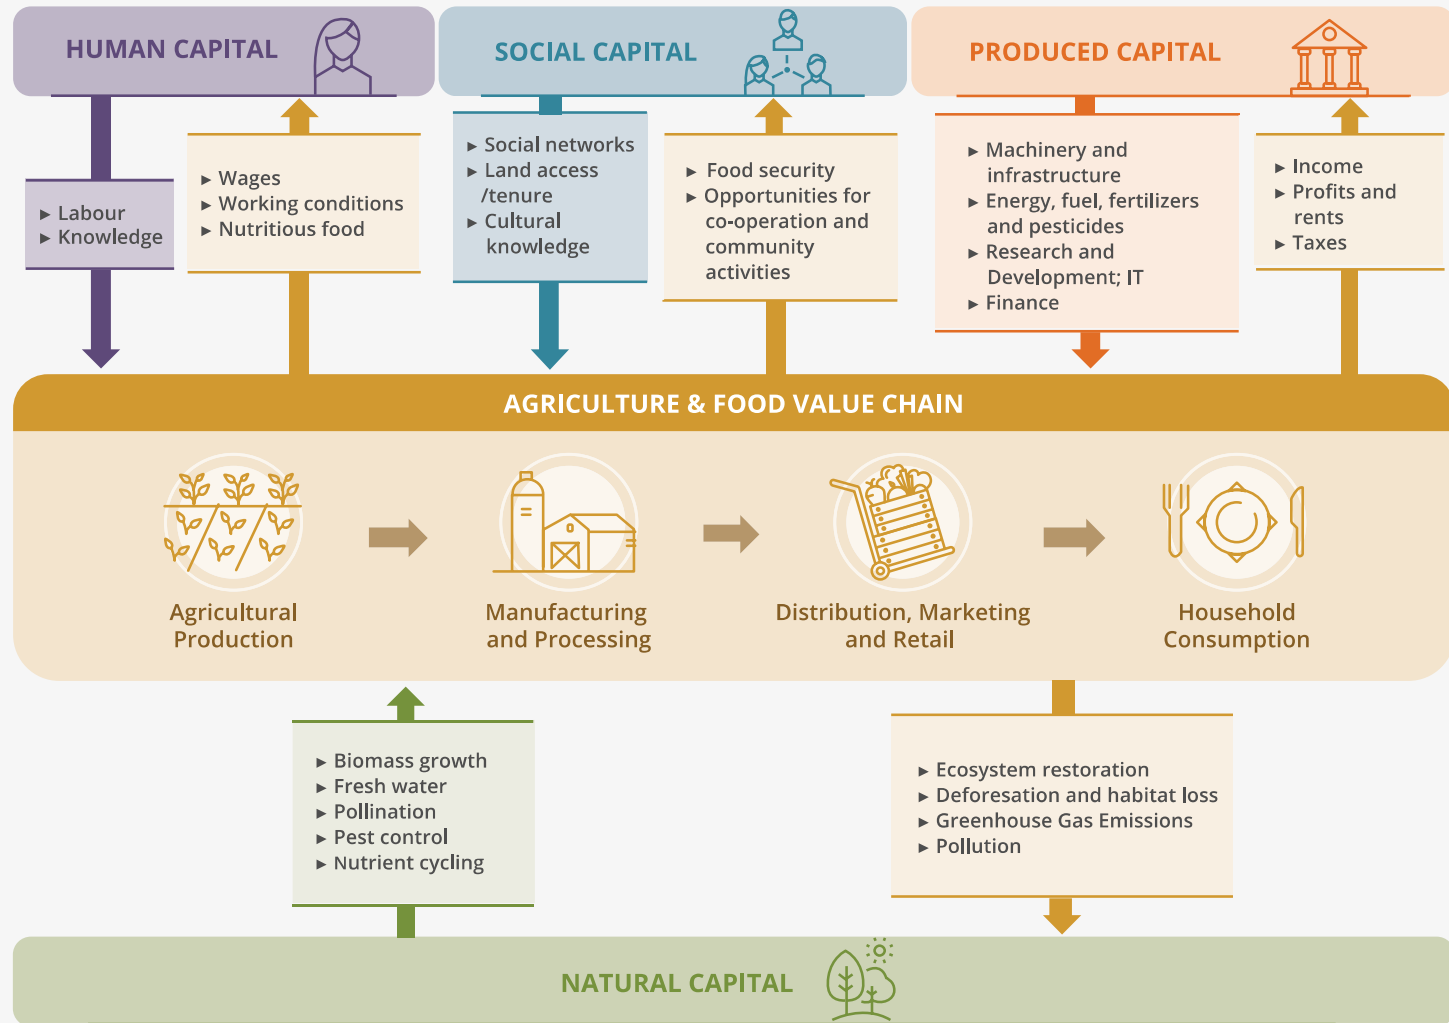 HUMAN CAPITAL
SOCIAL CAPITAL
PRODUCED CAPITAL
► Labour
► Knowledge
► Wages
► Working conditions
► Nutritious food
► Social networks
► Land access
/tenure
► Cultural
knowledge
► Food security
► Opportunities for
co-operation and
community
activities
► Machinery and
infrastructure
► Energy, fuel, fertilizers
and pesticides
► Research and
Development; IT
► Finance
► Income
► Profits and
rents
► Taxes
AGRICULTURE & FOOD VALUE CHAIN
Agricultural
Production
Manufacturing
and Processing
Distribution, Marketing
and Retail
Household
Consumption
► Biomass growth
► Fresh water
► Pollination
► Pest control
► Nutrient cycling
► Ecosystem restoration
► Deforesation and habitat loss
► Greenhouse Gas Emissions
► Pollution
NATURAL CAPITAL